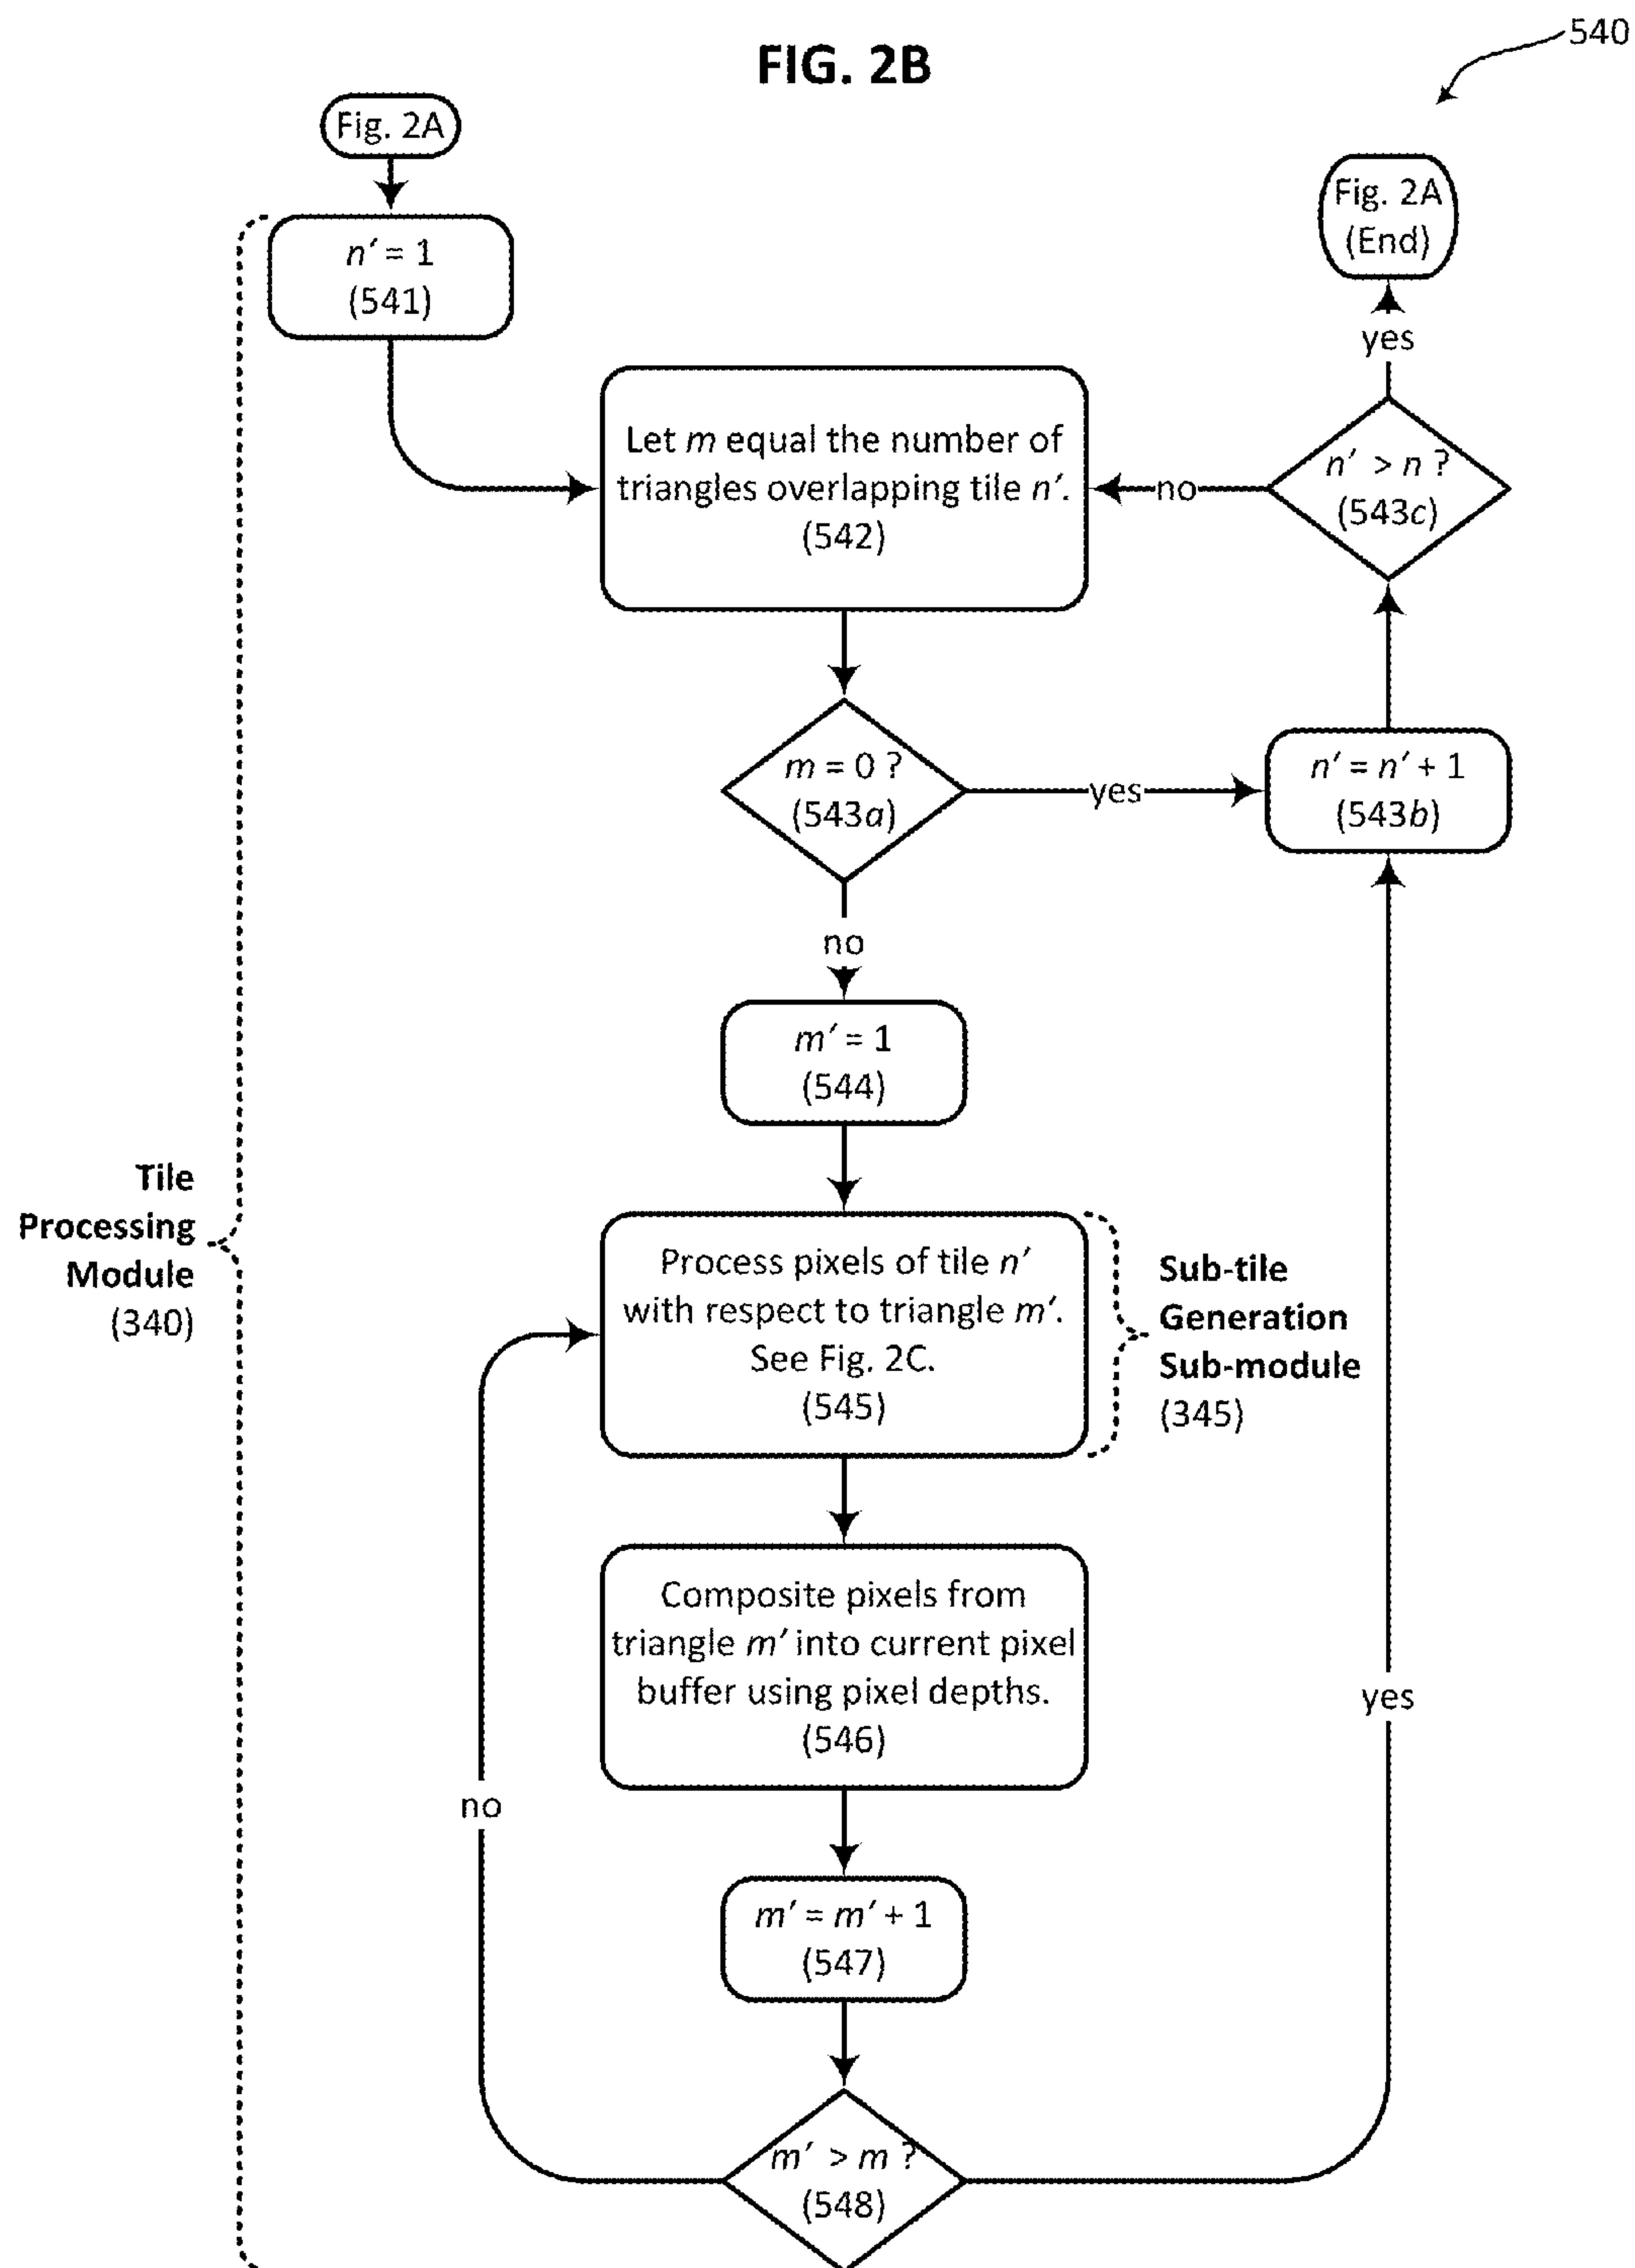 FIG. 2B
540
Fig. 2A
n′ = 1
(541)
Fig. 2A
(End)
yes
Let m equal the number of
triangles overlapping tile n′.
(542)
no
n′ > n ?
(543c)
m = 0 ?
(543a)
yes
n′ = n′ + 1
(543b)
no
m′ = 1
(544)
Tile
Processing
Module
(340)
Process pixels of tile n′
with respect to triangle m′.
See Fig. 2C.
(545)
Sub-tile
Generation
Sub-module
(345)
Composite pixels from
triangle m′ into current pixel
buffer using pixel depths.
(546)
yes
no
m′ = m′ + 1
(547)
m′ > m ?
(548)